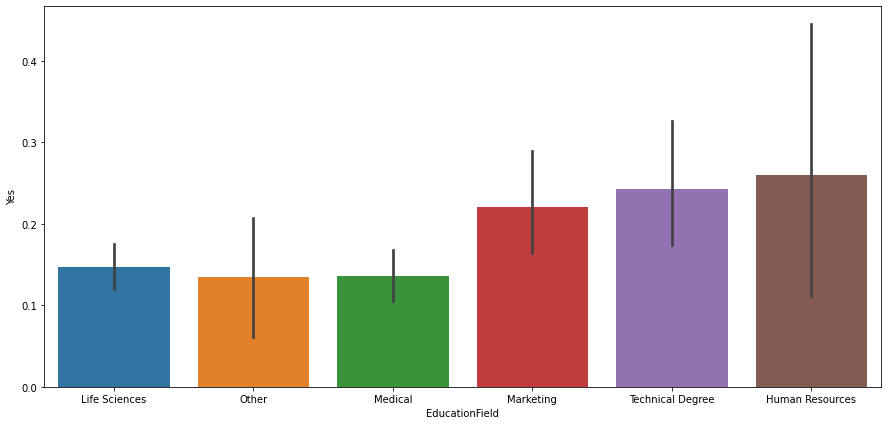 Yes
0.4
0.3
0.2
0.1
0.0
Life Sciences Other Medical Marketing Technical Degree Human Resources
EducationField